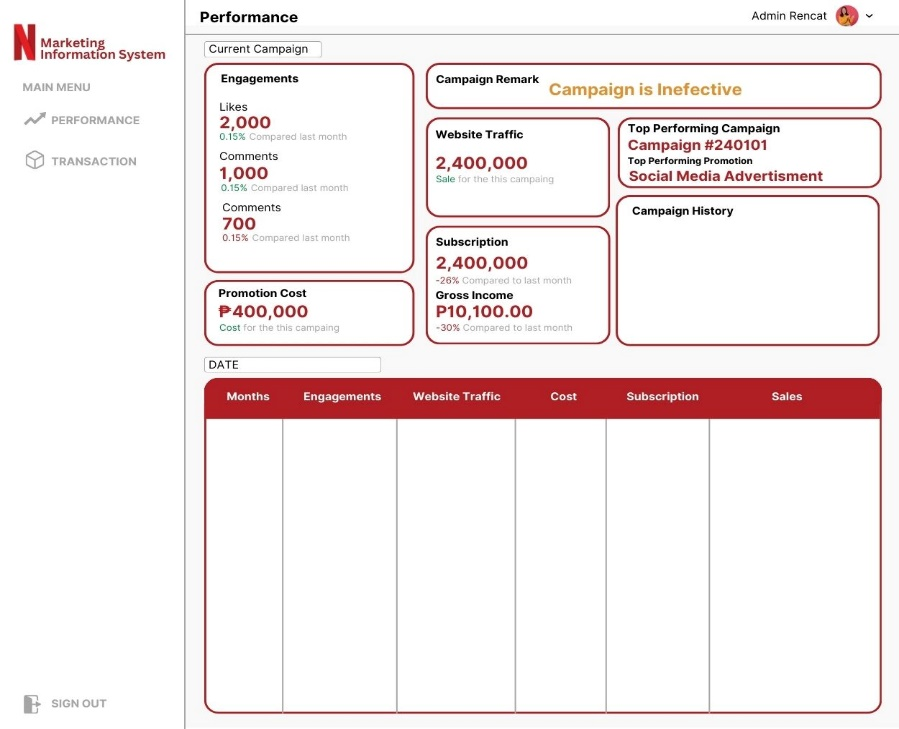 Marketing
Information System
MAIN MENU
PERFORMANCE
TRANSACTION
SIGN OUT
Performance
Admin Rencat
Current Campaign
Engagements
Likes
2,000
0.15% Compared last month
Comments
1,000
0.15% Compared last month
Comments
700
0.15% Compared last month
Promotion Cost
₱400,000
Cost for the this campaing
Campaign Remark
Campaign is Inefective
Website Traffic
2,400,000
Sale for the this campaing
Subscription
2,400,000
-26% Compared to last month
Gross Income
P10,100.00
-30% Compared to last month
Top Performing Campaign
Campaign #240101
Top Performing Promotion
Social Media Advertisment
Campaign History
DATE
Months Engagements Website Traffic Cost Subscription Sales